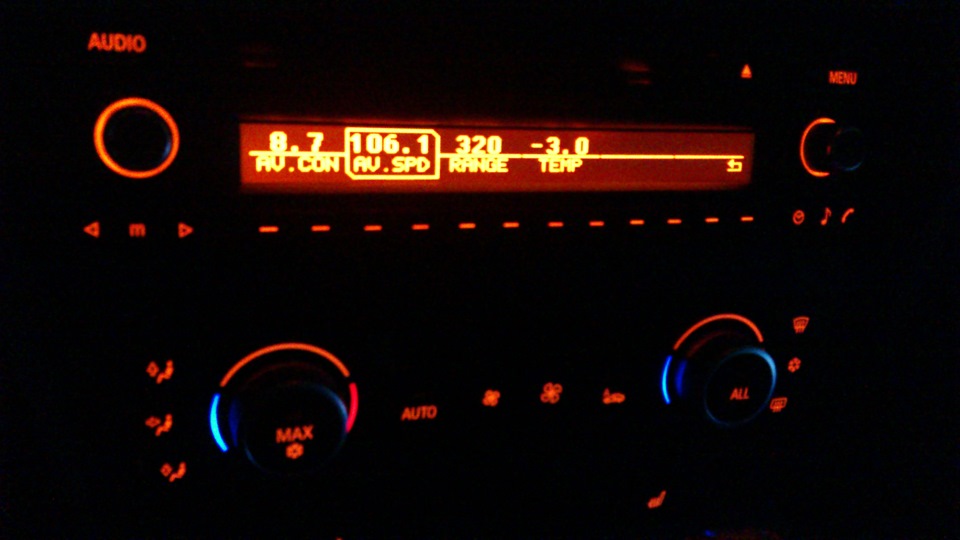 AUDIO
MENU
8.7 106.1 320 -3.0
AV.CON AV.SPD RANGE TEMP
m
AUTO
ALL
MAX